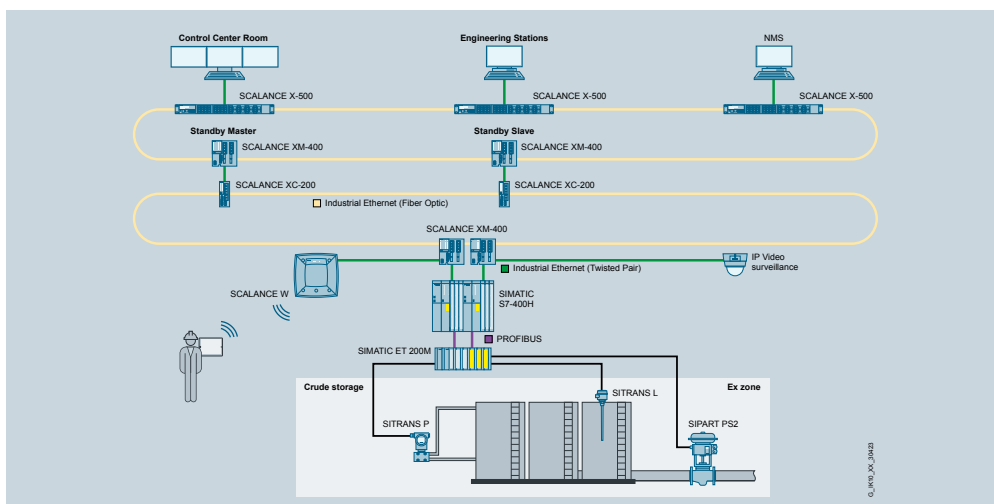 Control Center Room
Engineering Stations
NMS
SCALANCE X-500
SCALANCE X-500
SCALANCE X-500
Standby Master
Standby Slave
SCALANCE XM-400
SCALANCE XM-400
SCALANCE XC-200
SCALANCE XC-200
Industrial Ethernet (Fiber Optic)
SCALANCE XM-400
Industrial Ethernet (Twisted Pair)
IP Video
surveillance
SCALANCE W
SIMATIC
S7-400H
PROFIBUS
SIMATIC ET 200M
Crude storage
Ex zone
SITRANS L
SITRANS P
SIPART PS2
G_IK10_XX_30423